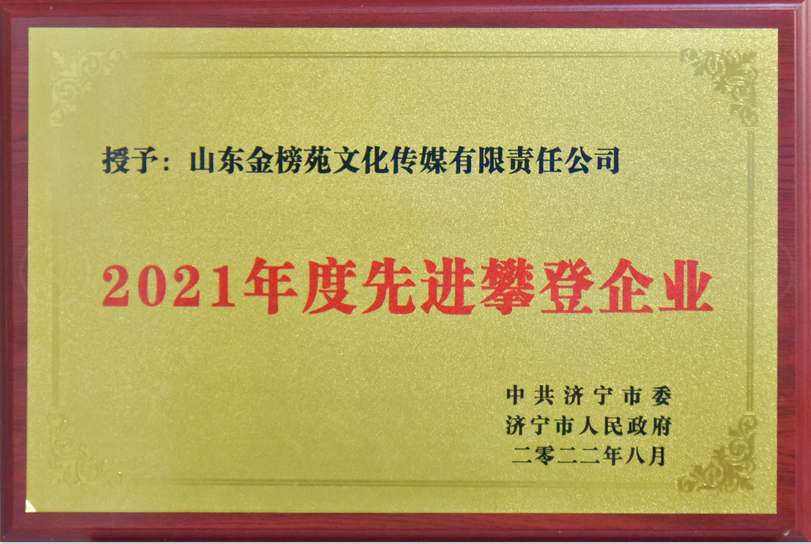 授予：山东金榜苑文化传媒有限责任公司
2021年度先进攀登企业
中共济宁市委
济宁市人民政府
二零二二年八月